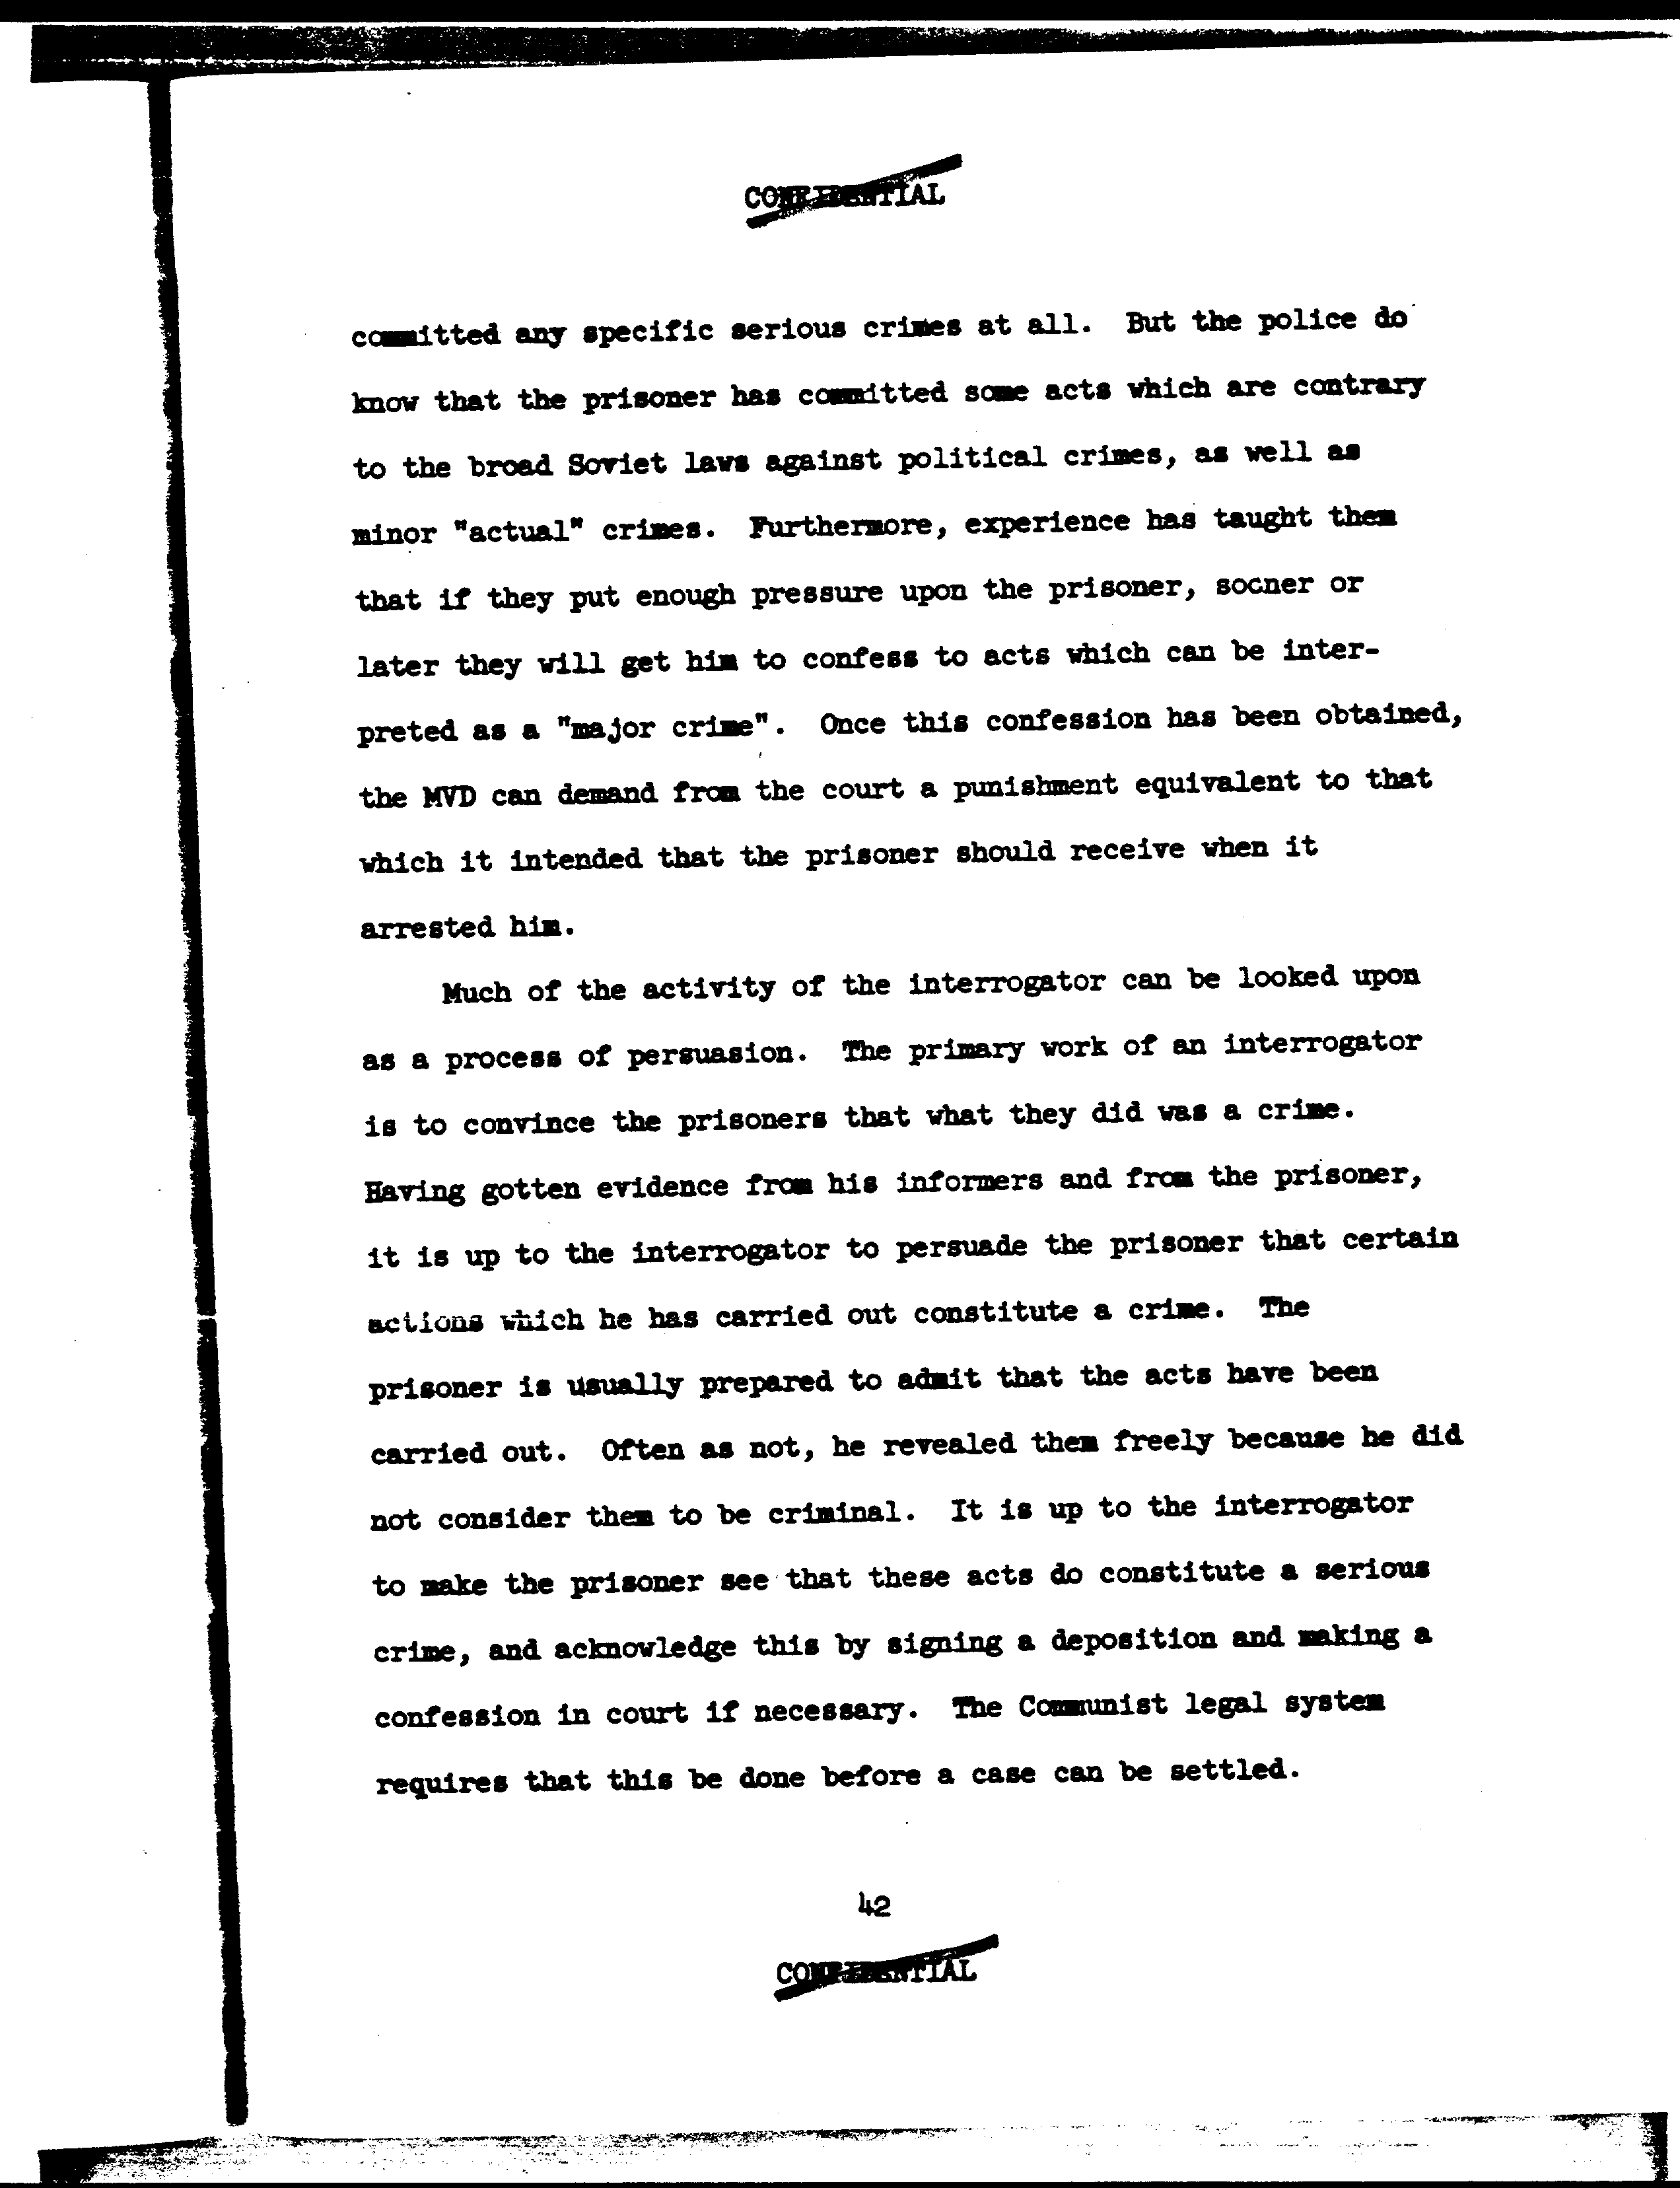 CONFIDENTIAL
committed any specific serious crimes at all. But the police do
know that the prisoner has committed some acts which are contrary
to the broad Soviet laws against political crimes, as well as
minor "actual" crimes. Furthermore, experience has taught them
that if they put enough pressure upon the prisoner, socner or
later they will get him to confess to acts which can be inter-
preted as a "major crime". Once this confession has been obtained,
the MVD can demand from the court a punishment equivalent to that
which it intended that the prisoner should receive when it
arrested him.
Much of the activity of the interrogator can be looked upon
as a process of persuasion. The primary work of an interrogator
is to convince the prisoners that what they did was a crime.
Having gotten evidence from his informers and from the prisoner,
it is up to the interrogator to persuade the prisoner that certain
actions which he has carried out constitute a crime. The
prisoner is usually prepared to admit that the acts have been
carried out. Often as not, he revealed them freely because he did
not consider them to be criminal. It is up to the interrogator
to make the prisoner see that these acts do constitute a serious
crime, and acknowledge this by signing a deposition and making a
confession in court if necessary. The Communist legal system
requires that this be done before a case can be settled.
42
CONFIDENTIAL